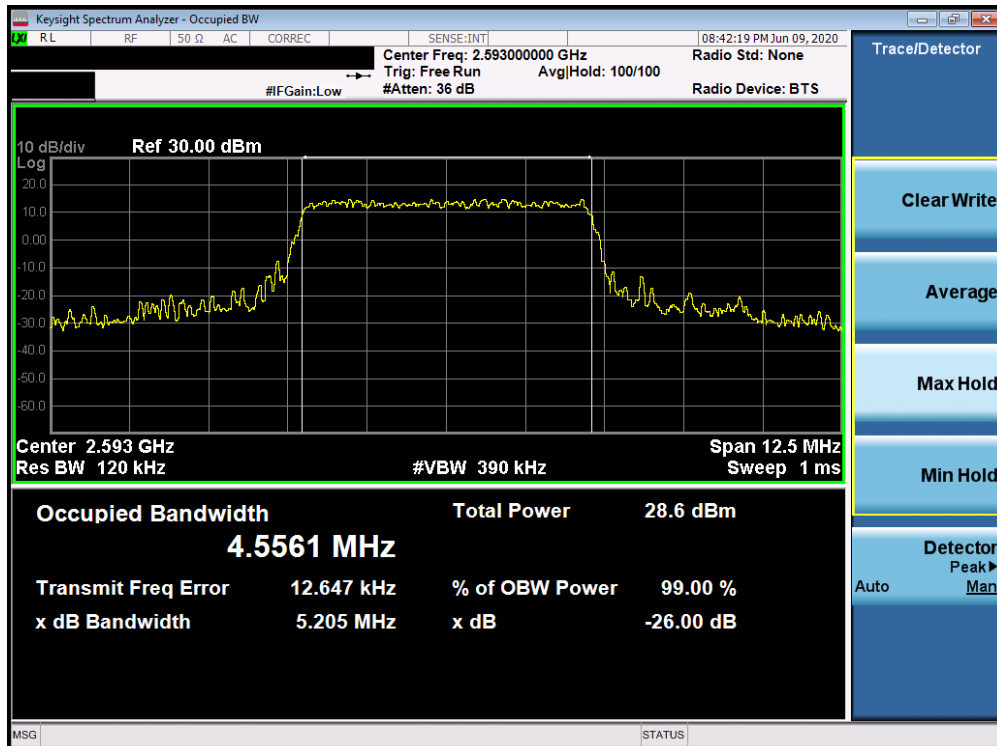 Keysight Spectrum Analyzer - Occupied BW
LXI RL RF 50 Ω AC CORREC SENSE:INT 08:42:19 PM Jun 09, 2020
Center Freq: 2.593000000 GHz Radio Std: None
Trig: Free Run Avg|Hold: 100/100
#IFGain:Low #Atten: 36 dB Radio Device: BTS
Trace/Detector
10 dB/div Ref 30.00 dBm
Log
20.0
10.0
0.00
-10.0
-20.0
-30.0
-40.0
-50.0
-60.0
Center 2.593 GHz Span 12.5 MHz
Res BW 120 kHz #VBW 390 kHz Sweep 1 ms
Clear Write
Average
Max Hold
Min Hold
Detector
Peak▶
Auto Man
Occupied Bandwidth Total Power 28.6 dBm
4.5561 MHz
Transmit Freq Error 12.647 kHz % of OBW Power 99.00 %
x dB Bandwidth 5.205 MHz x dB -26.00 dB
MSG STATUS